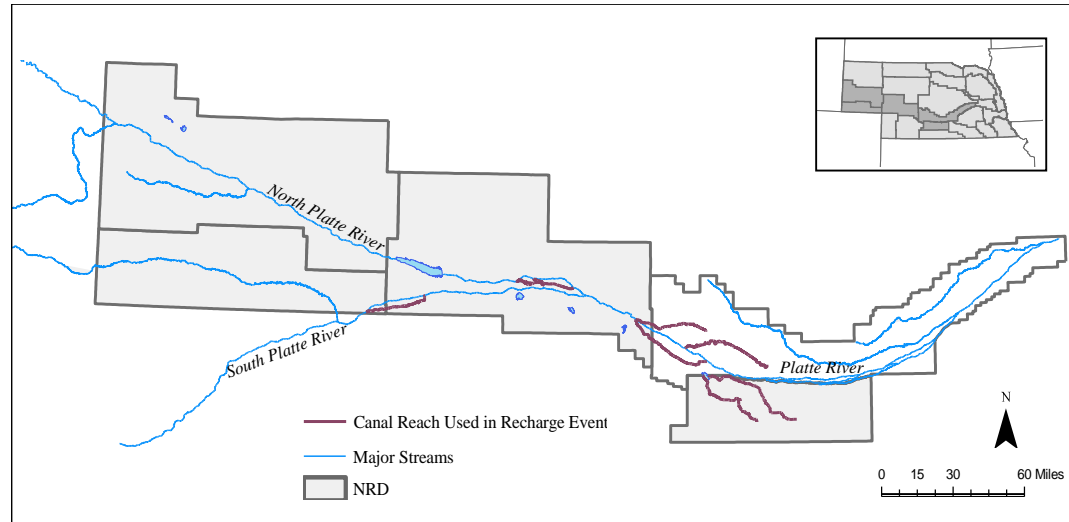 North Platte River
South Platte River
Platte River
Canal Reach Used in Recharge Event
Major Streams
NRD
N
0 15 30 60 Miles